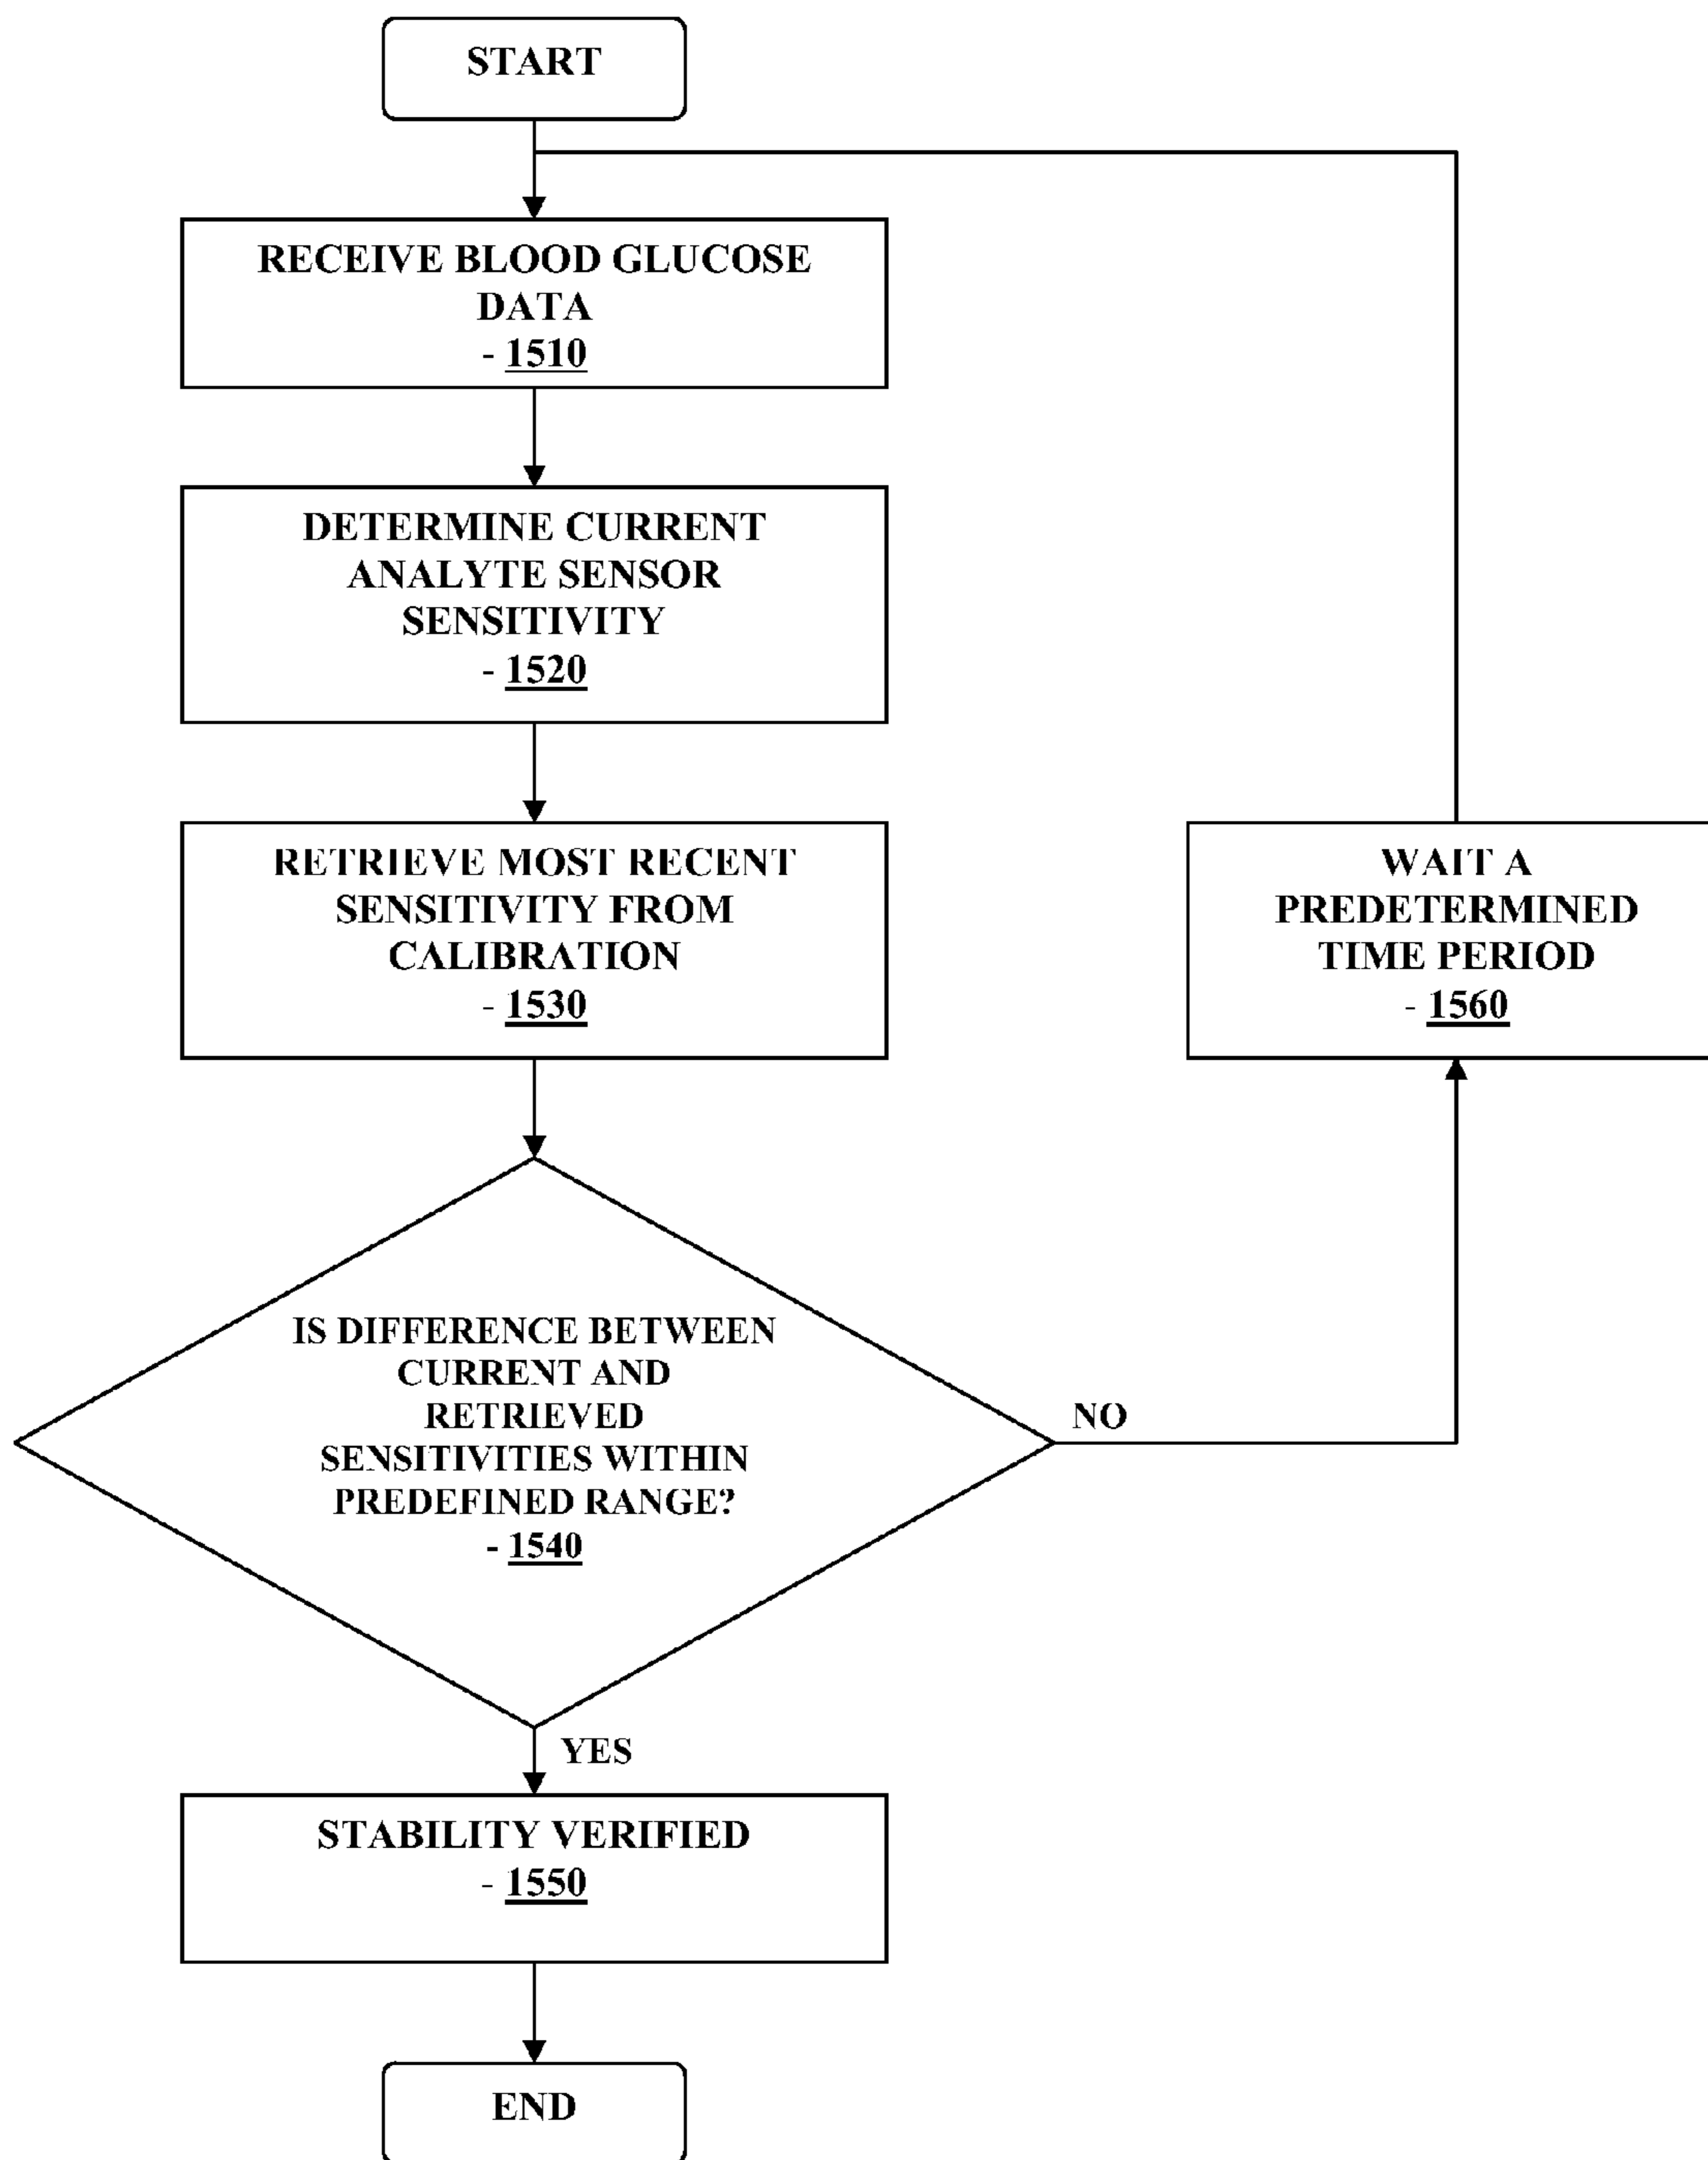 START
RECEIVE BLOOD GLUCOSE
DATA
- 1510
DETERMINE CURRENT
ANALYTE SENSOR
SENSITIVITY
- 1520
RETRIEVE MOST RECENT
SENSITIVITY FROM
CALIBRATION
- 1530
WAIT A
PREDETERMINED
TIME PERIOD
- 1560
IS DIFFERENCE BETWEEN
CURRENT AND
RETRIEVED
SENSITIVITIES WITHIN
PREDEFINED RANGE?
- 1540
NO
YES
STABILITY VERIFIED
- 1550
END